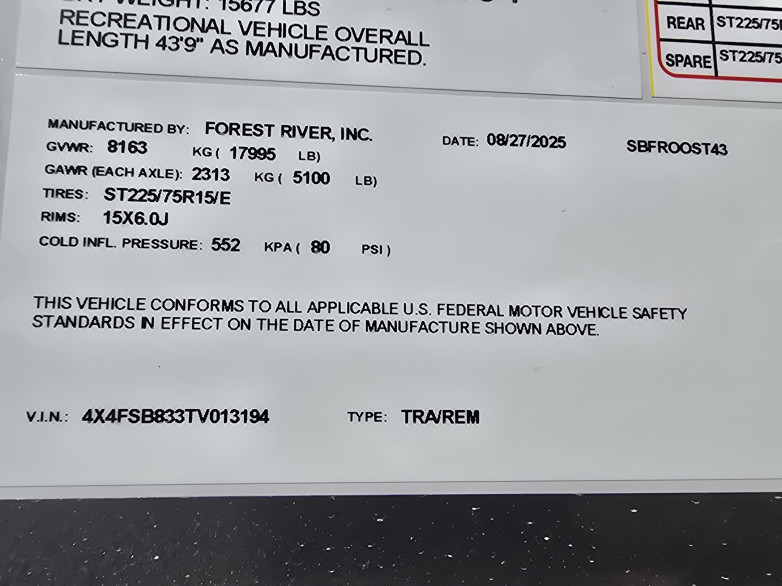 WEIGHT: 15677 LBS
RECREATIONAL VEHICLE OVERALL
LENGTH 43'9" AS MANUFACTURED.
REAR ST225/75
SPARE ST225/75
MANUFACTURED BY: FOREST RIVER, INC.
GVWR: 8163 KG ( 17995 LB)
DATE: 08/27/2025 SBFROOST43
GAWR (EACH AXLE): 2313 KG ( 5100 LB)
TIRES: ST225/75R15/E
RIMS: 15X6.0J
COLD INFL. PRESSURE: 552 KPA ( 80 PSI )
THIS VEHICLE CONFORMS TO ALL APPLICABLE U.S. FEDERAL MOTOR VEHICLE SAFETY
STANDARDS IN EFFECT ON THE DATE OF MANUFACTURE SHOWN ABOVE.
V.I.N.: 4X4FSB833TV013194 TYPE: TRA/REM